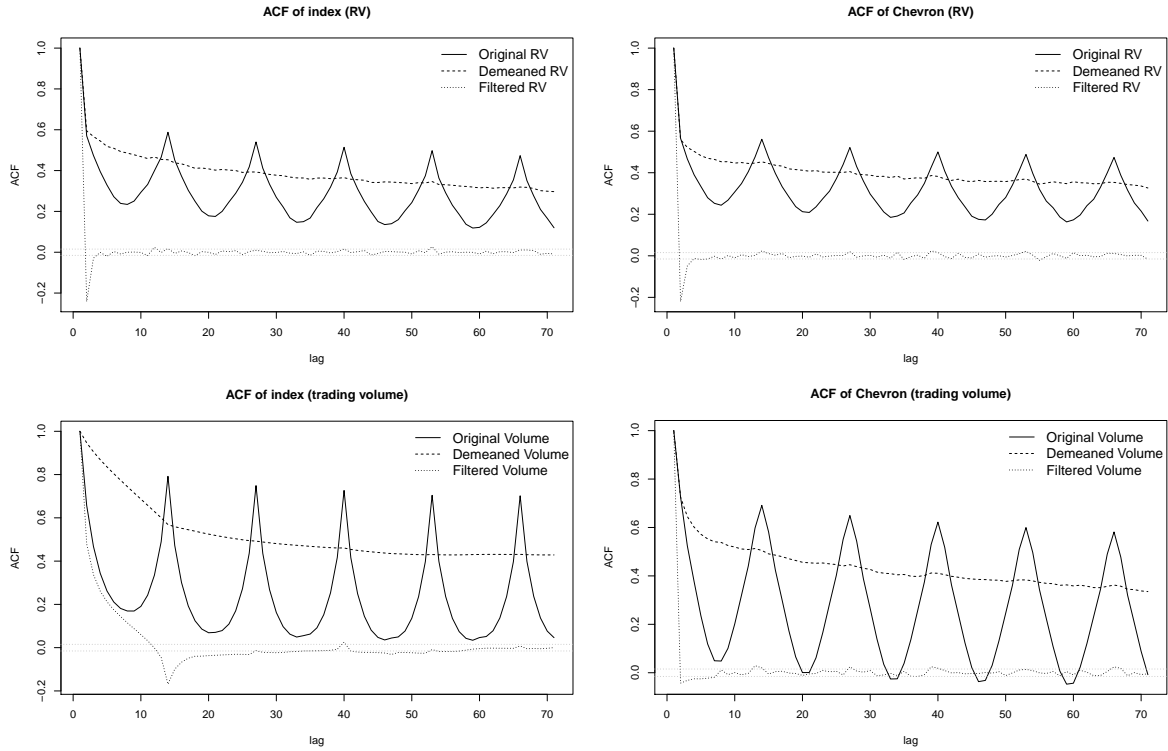 ACF of index (RV)
1.0
0.8
0.6
0.4
0.2
0.0
−0.2
ACF
Original RV
Demeaned RV
Filtered RV
0 10 20 30 40 50 60 70
lag
ACF of Chevron (RV)
1.0
0.8
0.6
0.4
0.2
0.0
−0.2
ACF
Original RV
Demeaned RV
Filtered RV
0 10 20 30 40 50 60 70
lag
ACF of index (trading volume)
1.0
0.8
0.6
0.4
0.2
0.0
−0.2
ACF
Original Volume
Demeaned Volume
Filtered Volume
0 10 20 30 40 50 60 70
lag
ACF of Chevron (trading volume)
1.0
0.8
0.6
0.4
0.2
0.0
ACF
Original Volume
Demeaned Volume
Filtered Volume
0 10 20 30 40 50 60 70
lag